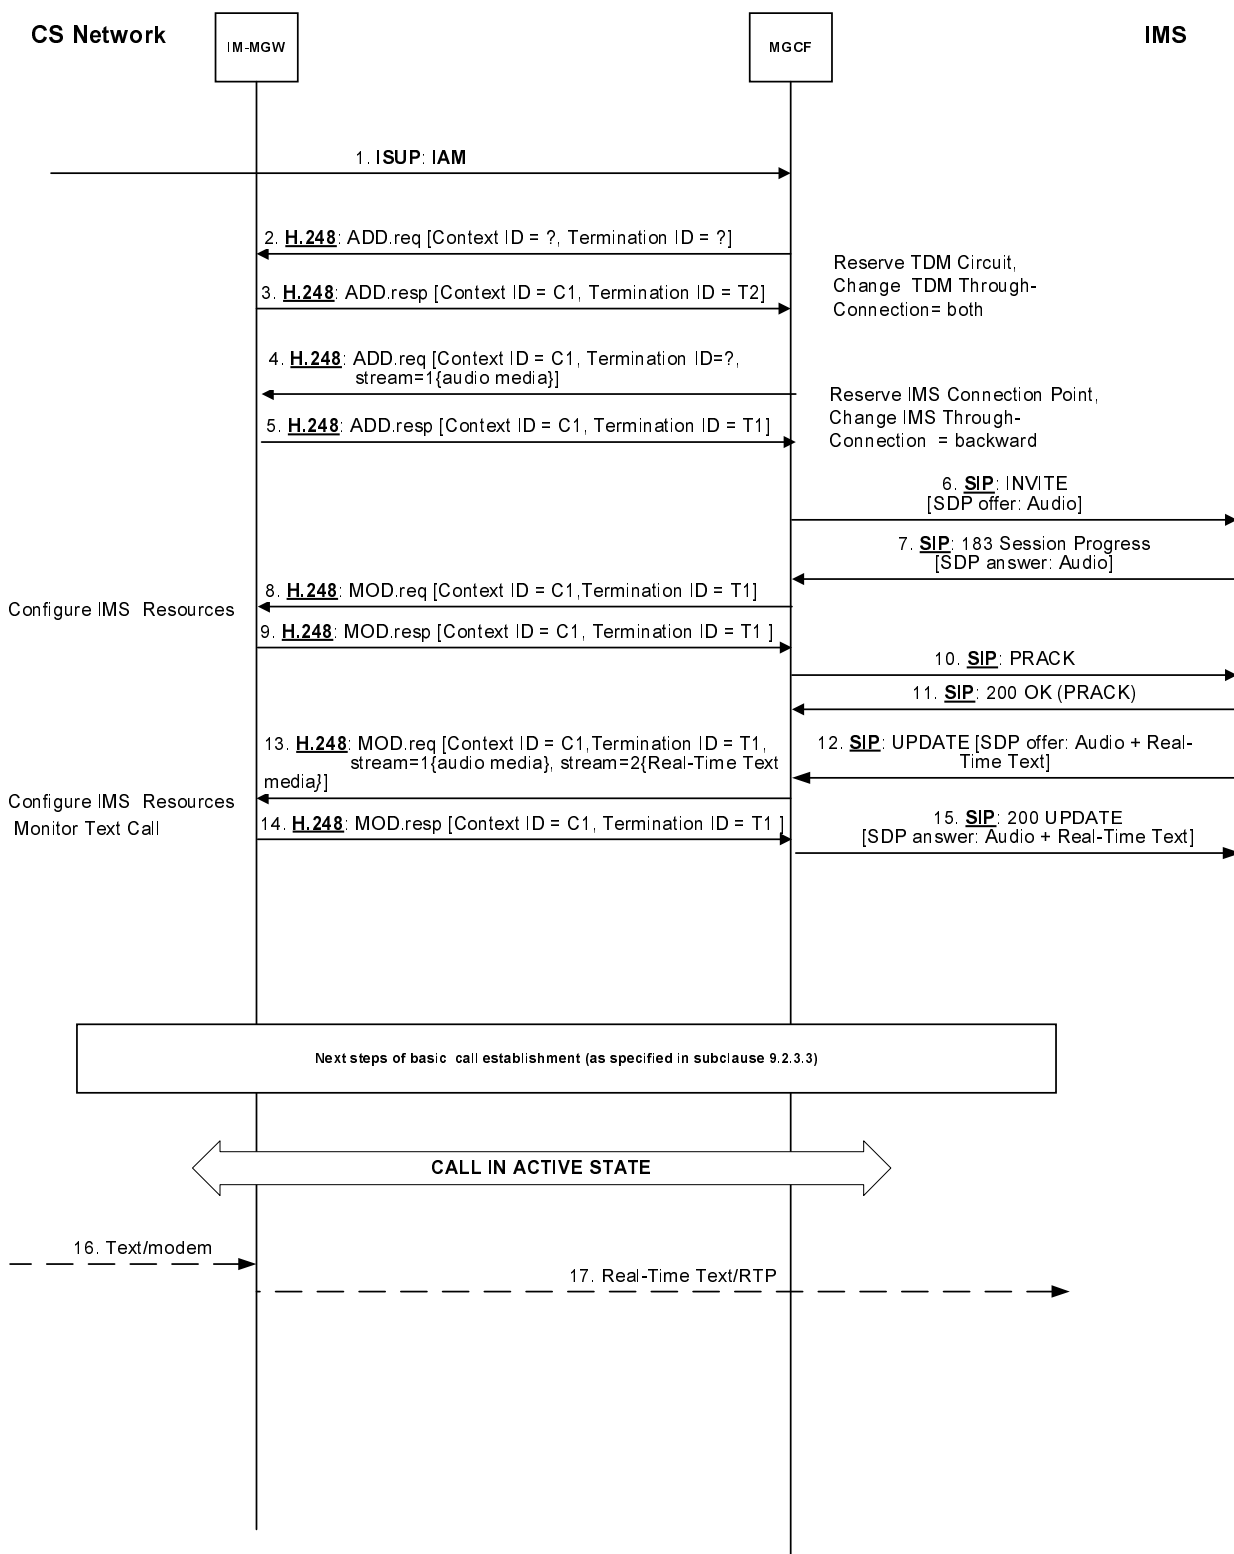 CS Network
IM-MGW
MGCF
IMS
1. ISUP: IAM
2. H.248: ADD.req [Context ID = ?, Termination ID = ?]
Reserve TDM Circuit,
Change TDM Through-
Connection= both
3. H.248: ADD.resp [Context ID = C1, Termination ID = T2]
4. H.248: ADD.req [Context ID = C1, Termination ID=?,
stream=1{audio media}]
Reserve IMS Connection Point,
Change IMS Through-
Connection = backward
5. H.248: ADD.resp [Context ID = C1, Termination ID = T1]
6. SIP: INVITE
[SDP offer: Audio]
7. SIP: 183 Session Progress
[SDP answer: Audio]
8. H.248: MOD.req [Context ID = C1,Termination ID = T1]
Configure IMS Resources
9. H.248: MOD.resp [Context ID = C1, Termination ID = T1 ]
10. SIP: PRACK
11. SIP: 200 OK (PRACK)
12. SIP: UPDATE [SDP offer: Audio + Real-
Time Text]
13. H.248: MOD.req [Context ID = C1,Termination ID = T1,
stream=1{audio media}, stream=2{Real-Time Text
media}]
Configure IMS Resources
Monitor Text Call
14. H.248: MOD.resp [Context ID = C1, Termination ID = T1 ]
15. SIP: 200 UPDATE
[SDP answer: Audio + Real-Time Text]
Next steps of basic call establishment (as specified in subclause 9.2.3.3)
CALL IN ACTIVE STATE
16. Text/modem
17. Real-Time Text/RTP